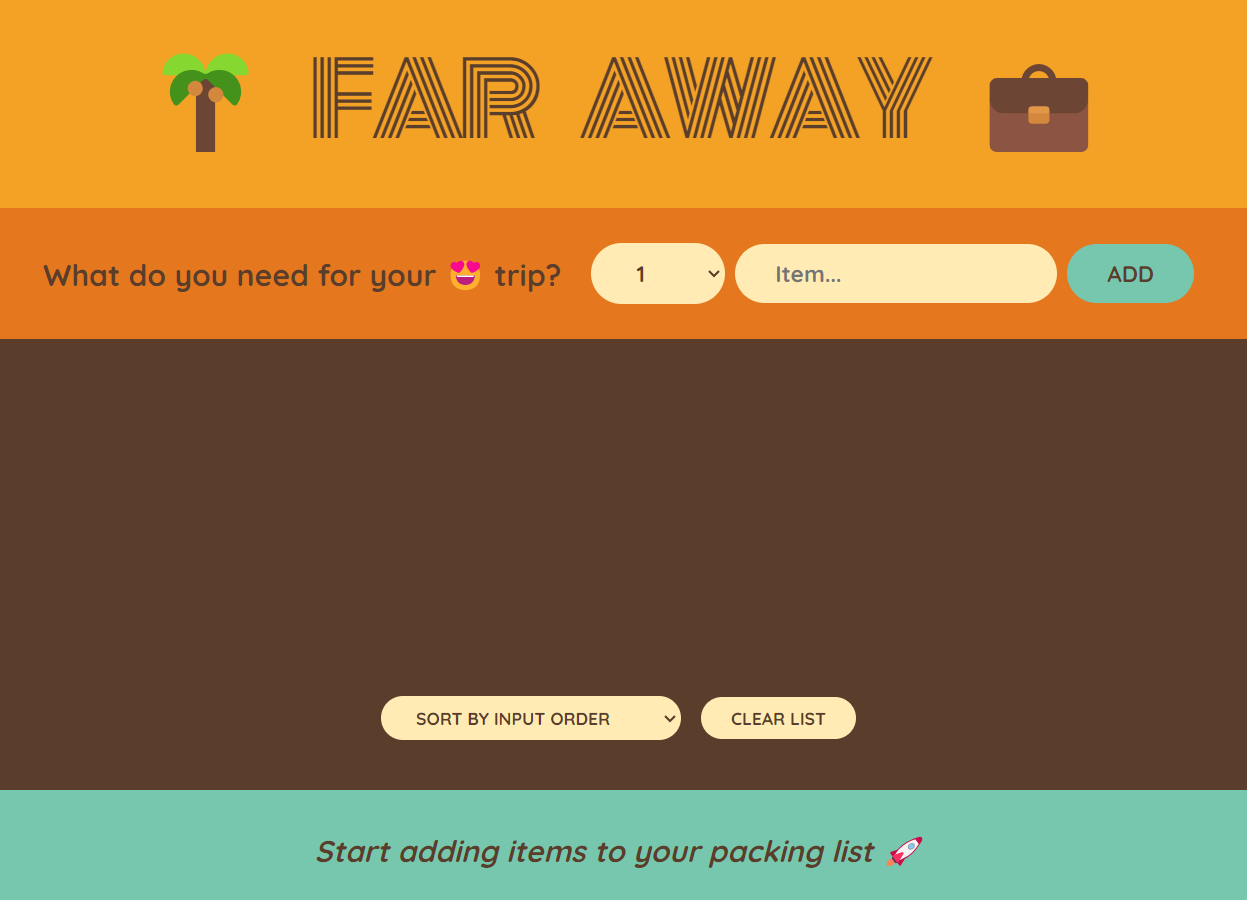 🌴 FAR AWAY 💼
What do you need for your 😍 trip?
1
Item...
ADD
SORT BY INPUT ORDER
CLEAR LIST
Start adding items to your packing list 🚀